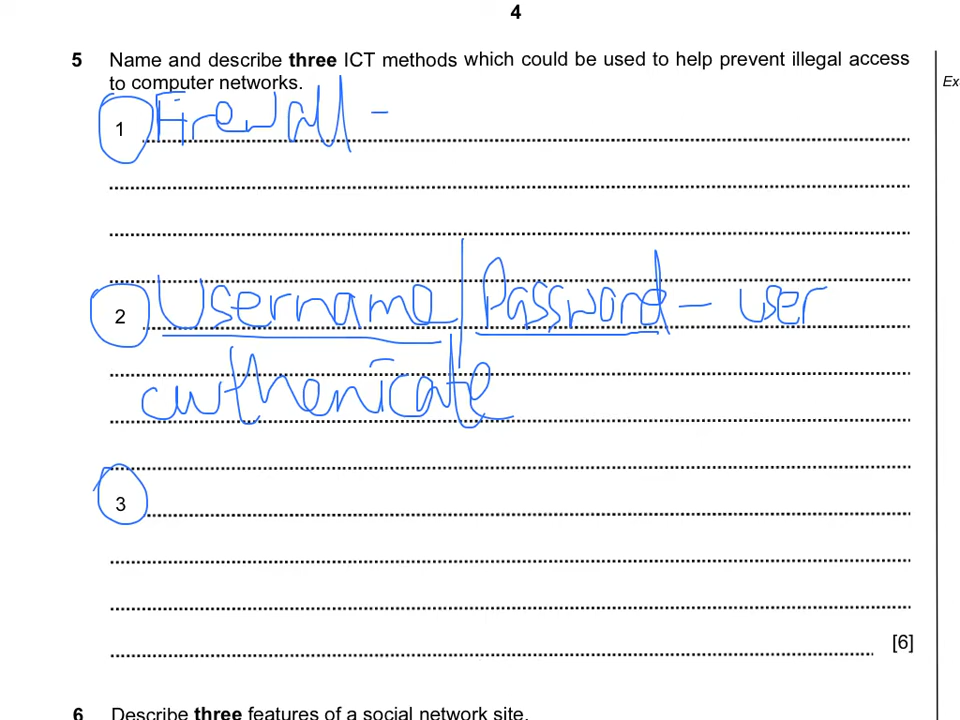 4
5 Name and describe three ICT methods which could be used to help prevent illegal access
to computer networks.
Ex
1 Firewall -
2 Username / Password - user
authenicate
3
[6]
6 Describe three features of a social network site.